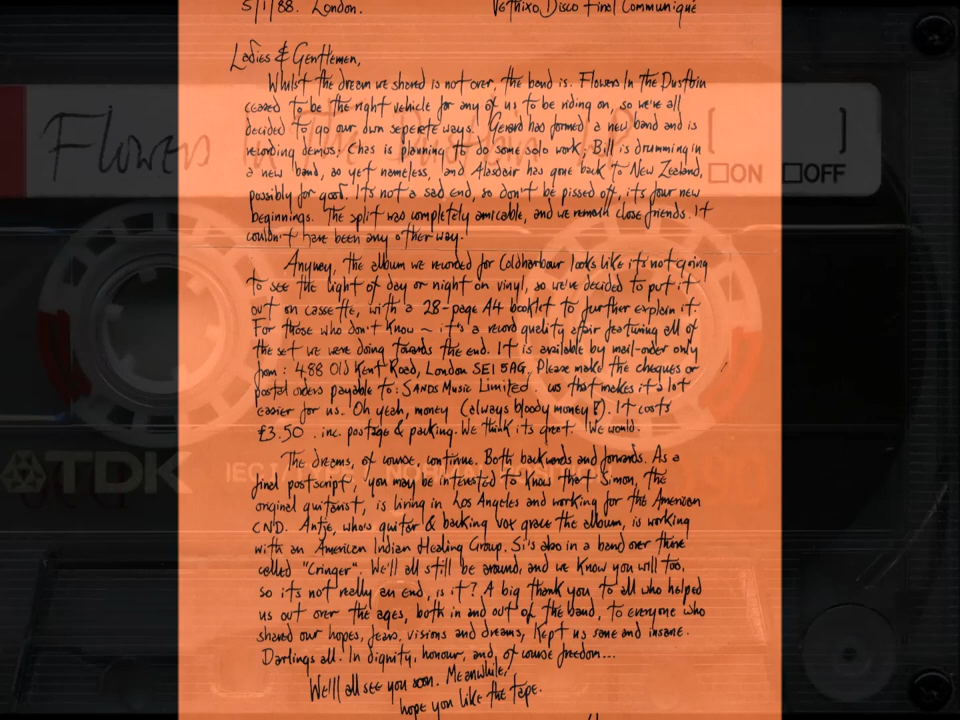 5/1/88. London. Vethixo Disco Final Communiqué
Ladies & Gentlemen,
Whilst the dream we shared is not over, the band is. Flowers In the Dustbin
ceased to be the right vehicle for any of us to be riding on, so we're all
decided to go our own seperete ways. Gerard has formed a new band and is
recording demos; Chas is planning to do some solo work; Bill is drumming in
a new band, as yet nameless, and Alasdair has gone back to New Zealand,
possibly for good. It's not a sad end, so don't be pissed off, it's four new
beginnings. The split was completely amicable, and we remain close friends. It
couldn't have been any other way.
Anyway, the album we recorded for Coldharbour looks like it's not going
to see the light of day or night on vinyl, so we've decided to put it
out on cassette, with a 28-page A4 booklet to further explain it.
For those who don't know ~ it's a record quality affair featuring all of
the set we were doing towards the end. It is available by mail-order only
from: 488 Old Kent Road, London SE1 5AG. Please make the cheques or
postal orders payable to: SANDS Music Limited. cos that makes it a lot
easier for us. Oh yeah, money (always bloody money!). It costs
£3.50. inc. postage & packing. We think its great. We would.
The dreams, of course, continue. Both backwards and forwards. As a
final postscript, you may be interested to know that Simon, the
original guitarist, is living in Los Angeles and working for the American
CND. Antje, who's guitar & backing vox grace the album, is working
with an American Indian Healing Group. Si's also in a band over there
called "Cringer". We'll all still be around, and we know you will too,
so it's not really an end, is it? A big thank you to all who helped
us out over the ages, both in and out of the band, to everyone who
shared our hopes, fears, visions and dreams, kept us sane and insane.
Darlings all. In dignity, honour, and, of course freedom...
We'll all see you soon. Meanwhile,
hope you like the tape.
Flowers In The Dustbin
[ ]
□ON □OFF
TDK